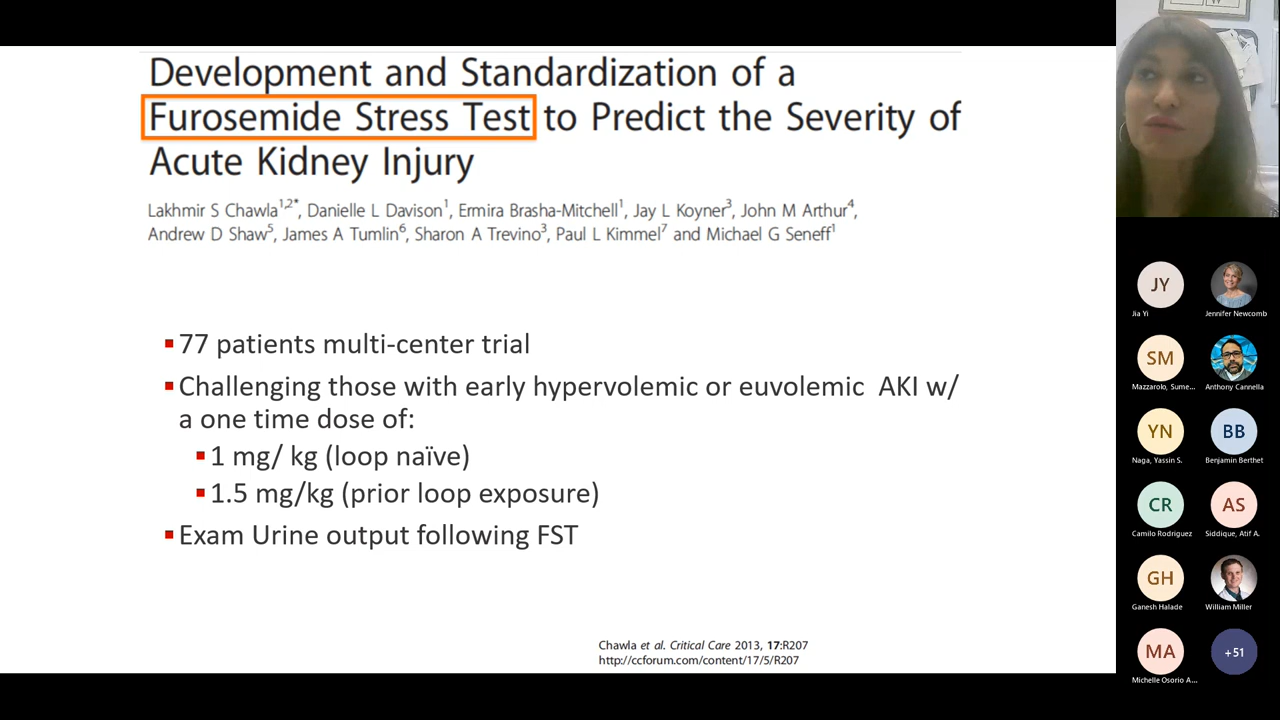 Development and Standardization of a
Furosemide Stress Test to Predict the Severity of
Acute Kidney Injury
Lakhmir S Chawla1,2*, Danielle L Davison1, Ermira Brasha-Mitchell1, Jay L Koyner3, John M Arthur4,
Andrew D Shaw5, James A Tumlin6, Sharon A Trevino3, Paul L Kimmel7 and Michael G Seneff1
77 patients multi-center trial
Challenging those with early hypervolemic or euvolemic AKI w/
a one time dose of:
1 mg/ kg (loop naïve)
1.5 mg/kg (prior loop exposure)
Exam Urine output following FST
Chawla et al. Critical Care 2013, 17:R207
http://ccforum.com/content/17/5/R207
JY
Jia Yi
Jennifer Newcomb
SM
Mazzarolo, Sume...
Anthony Cannella
YN
Naga, Yassin S.
BB
Benjamin Berthet
CR
Camilo Rodriguez
AS
Siddique, Atif A.
GH
Ganesh Halade
William Miller
MA
Michelle Osorio A...
+51